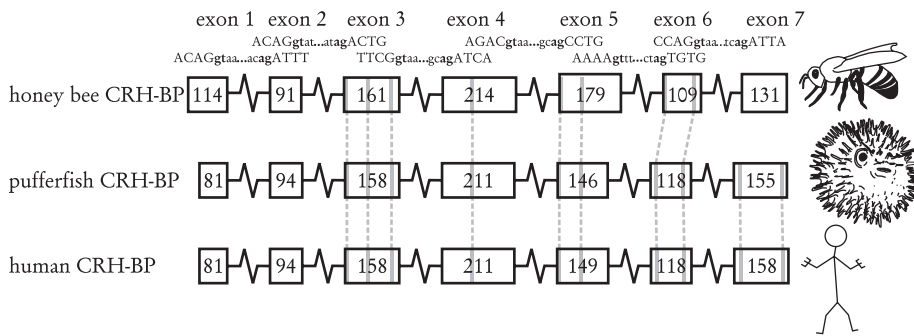 exon 1 exon 2 exon 3 exon 4 exon 5 exon 6 exon 7
ACAGgtat...atagACTG AGACgtaa...gcagCCTG CCAGgtaa...tcagATTA
ACAGgtaa...acagATTT TTCGgtaa...gcagATCA AAAAgttt...ctagTGTG
honey bee CRH-BP 114 91 161 214 179 109 131
pufferfish CRH-BP 81 94 158 211 146 118 155
human CRH-BP 81 94 158 211 149 118 158